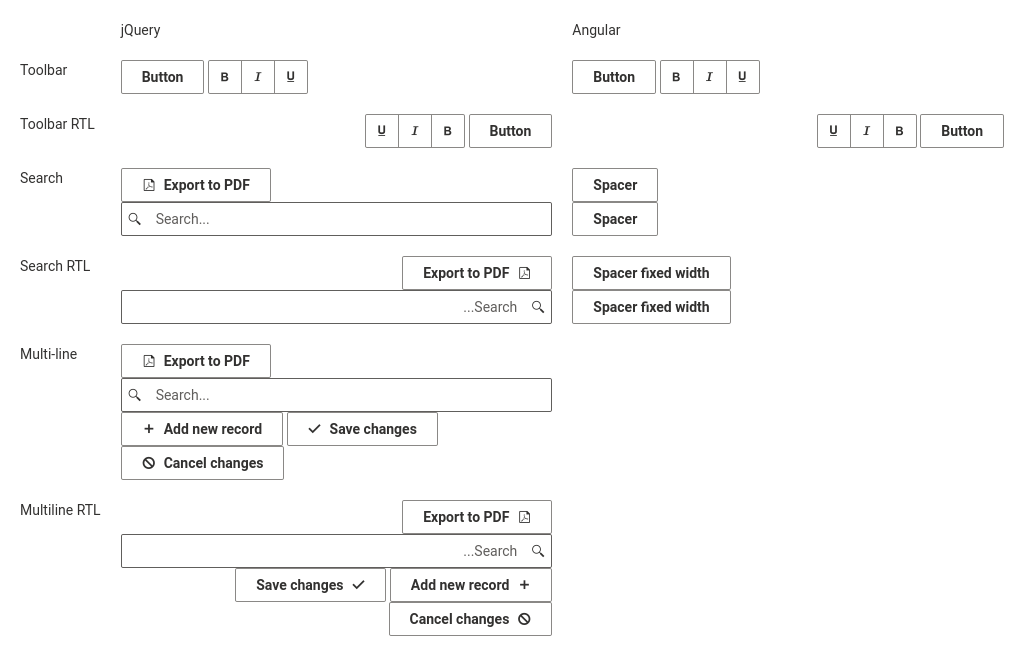 jQuery Angular
Toolbar Button B I U Button B I U
Toolbar RTL U I B Button U I B Button
Search Export to PDF Spacer
Search... Spacer
Search RTL Export to PDF Spacer fixed width
...Search Spacer fixed width
Multi-line Export to PDF
Search...
Add new record Save changes
Cancel changes
Multiline RTL Export to PDF
...Search
Save changes Add new record
Cancel changes